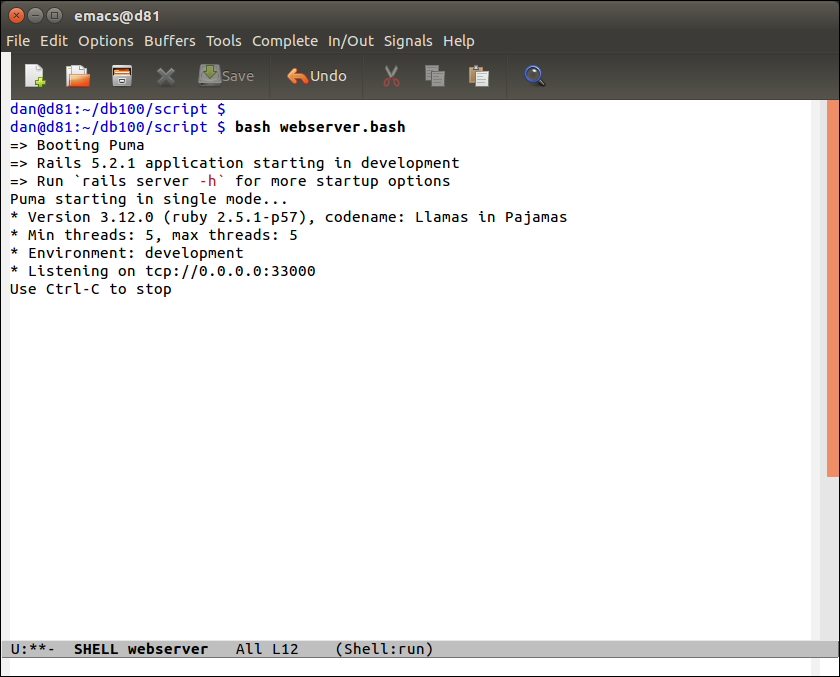 emacs@d81
File Edit Options Buffers Tools Complete In/Out Signals Help
Save Undo
dan@d81:~/db100/script $
dan@d81:~/db100/script $ bash webserver.bash
=> Booting Puma
=> Rails 5.2.1 application starting in development
=> Run `rails server -h` for more startup options
Puma starting in single mode...
* Version 3.12.0 (ruby 2.5.1-p57), codename: Llamas in Pajamas
* Min threads: 5, max threads: 5
* Environment: development
* Listening on tcp://0.0.0.0:33000
Use Ctrl-C to stop
U:**-  SHELL webserver   All L12    (Shell:run)